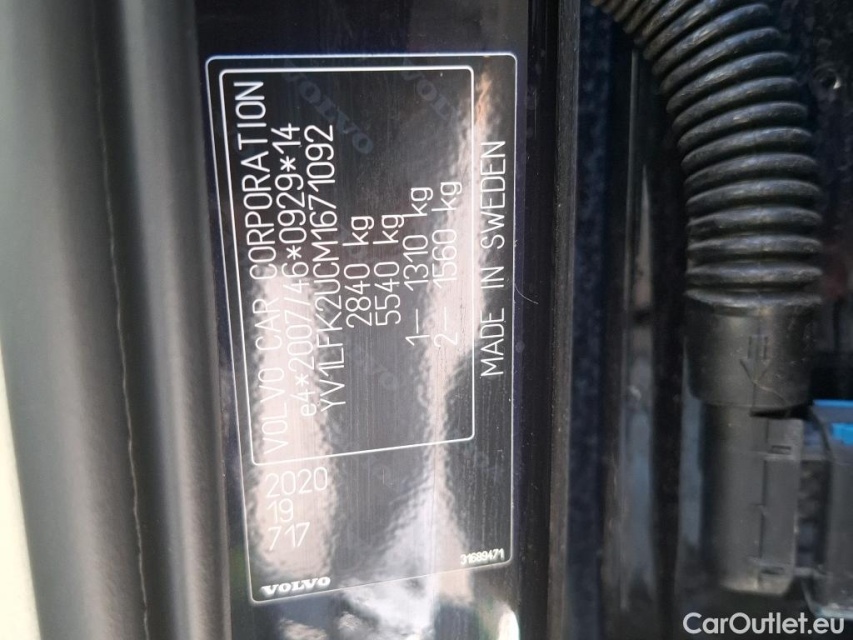 VOLVO CAR CORPORATION
e4*2007/46*0929*14
YV1LFK2UCM1671092
2840 kg
5540 kg
1— 1310 kg
2— 1560 kg
MADE IN SWEDEN
2020
19
717
VOLVO
31689471
CarOutlet.eu